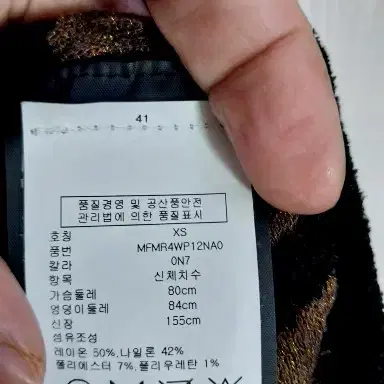 41
품질경영 및 공산품안전
관리법에 의한 품질표시
호칭 XS
품번 MFMR4WP12NA0
칼라 0N7
항목 신체치수
가슴둘레 80cm
엉덩이둘레 84cm
신장 155cm
섬유조성
레이온 50%,나일론 42%
폴리에스터 7%,폴리우레탄 1%